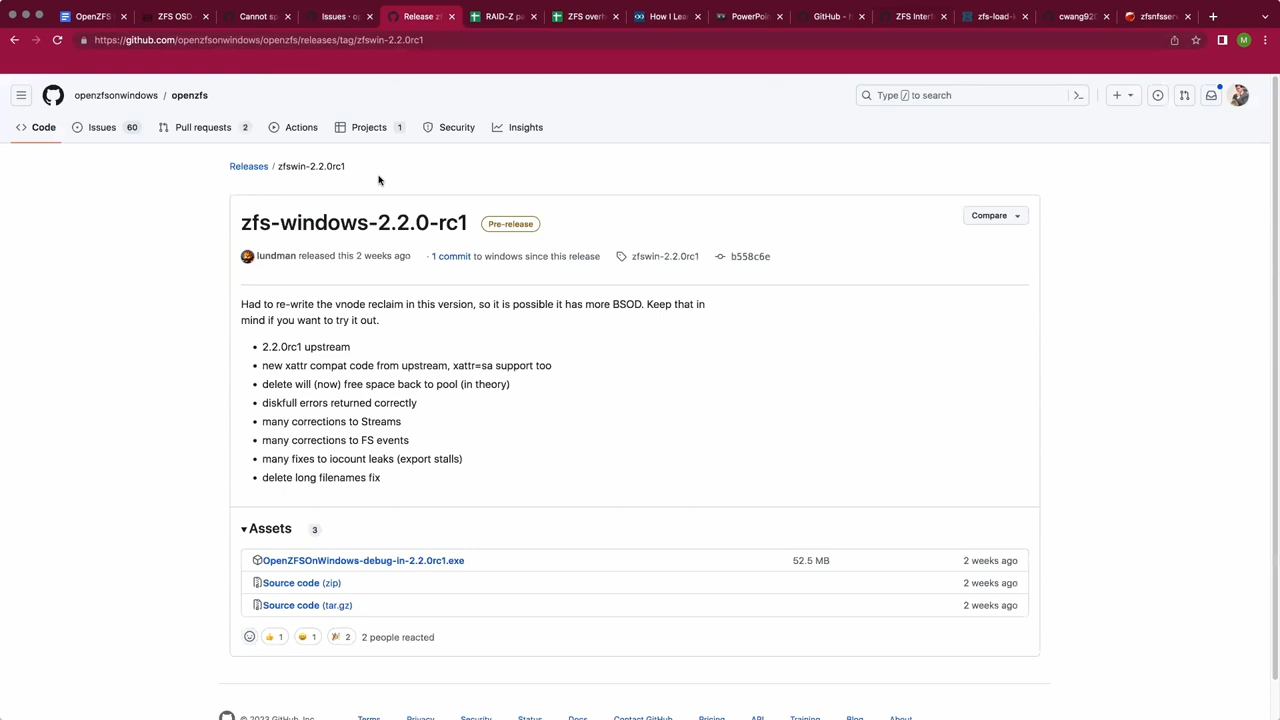 OpenZFS
ZFS OSD
Cannot sp
Issues · op
Release z
RAID-Z pa
ZFS overh
How I Lea
PowerPoin
GitHub - h
ZFS Interf
zfs-load-k
cwang920
zfsnfsserv
https://github.com/openzfsonwindows/openzfs/releases/tag/zfswin-2.2.0rc1
M
openzfsonwindows / openzfs
Type / to search
Code
Issues 60
Pull requests 2
Actions
Projects 1
Security
Insights
Releases / zfswin-2.2.0rc1
zfs-windows-2.2.0-rc1 Pre-release
Compare
lundman released this 2 weeks ago · 1 commit to windows since this release zfswin-2.2.0rc1 b558c6e
Had to re-write the vnode reclaim in this version, so it is possible it has more BSOD. Keep that in
mind if you want to try it out.
• 2.2.0rc1 upstream
• new xattr compat code from upstream, xattr=sa support too
• delete will (now) free space back to pool (in theory)
• diskfull errors returned correctly
• many corrections to Streams
• many corrections to FS events
• many fixes to iocount leaks (export stalls)
• delete long filenames fix
Assets 3
OpenZFSOnWindows-debug-in-2.2.0rc1.exe 52.5 MB 2 weeks ago
Source code (zip) 2 weeks ago
Source code (tar.gz) 2 weeks ago
1 1 2 2 people reacted
© 2023 GitHub, Inc. Terms Privacy Security Status Docs Contact GitHub Pricing API Training Blog About